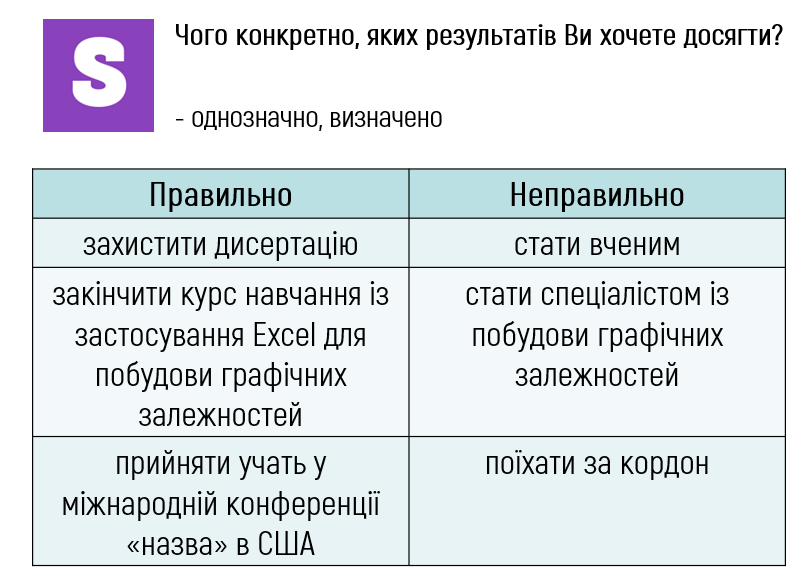 S
Чого конкретно, яких результатів Ви хочете досягти?
- однозначно, визначено
Правильно
Неправильно
захистити дисертацію
стати вченим
закінчити курс навчання із
застосування Excel для
побудови графічних
залежностей
стати спеціалістом із
побудови графічних
залежностей
прийняти учать у
міжнародній конференції
«назва» в США
поїхати за кордон